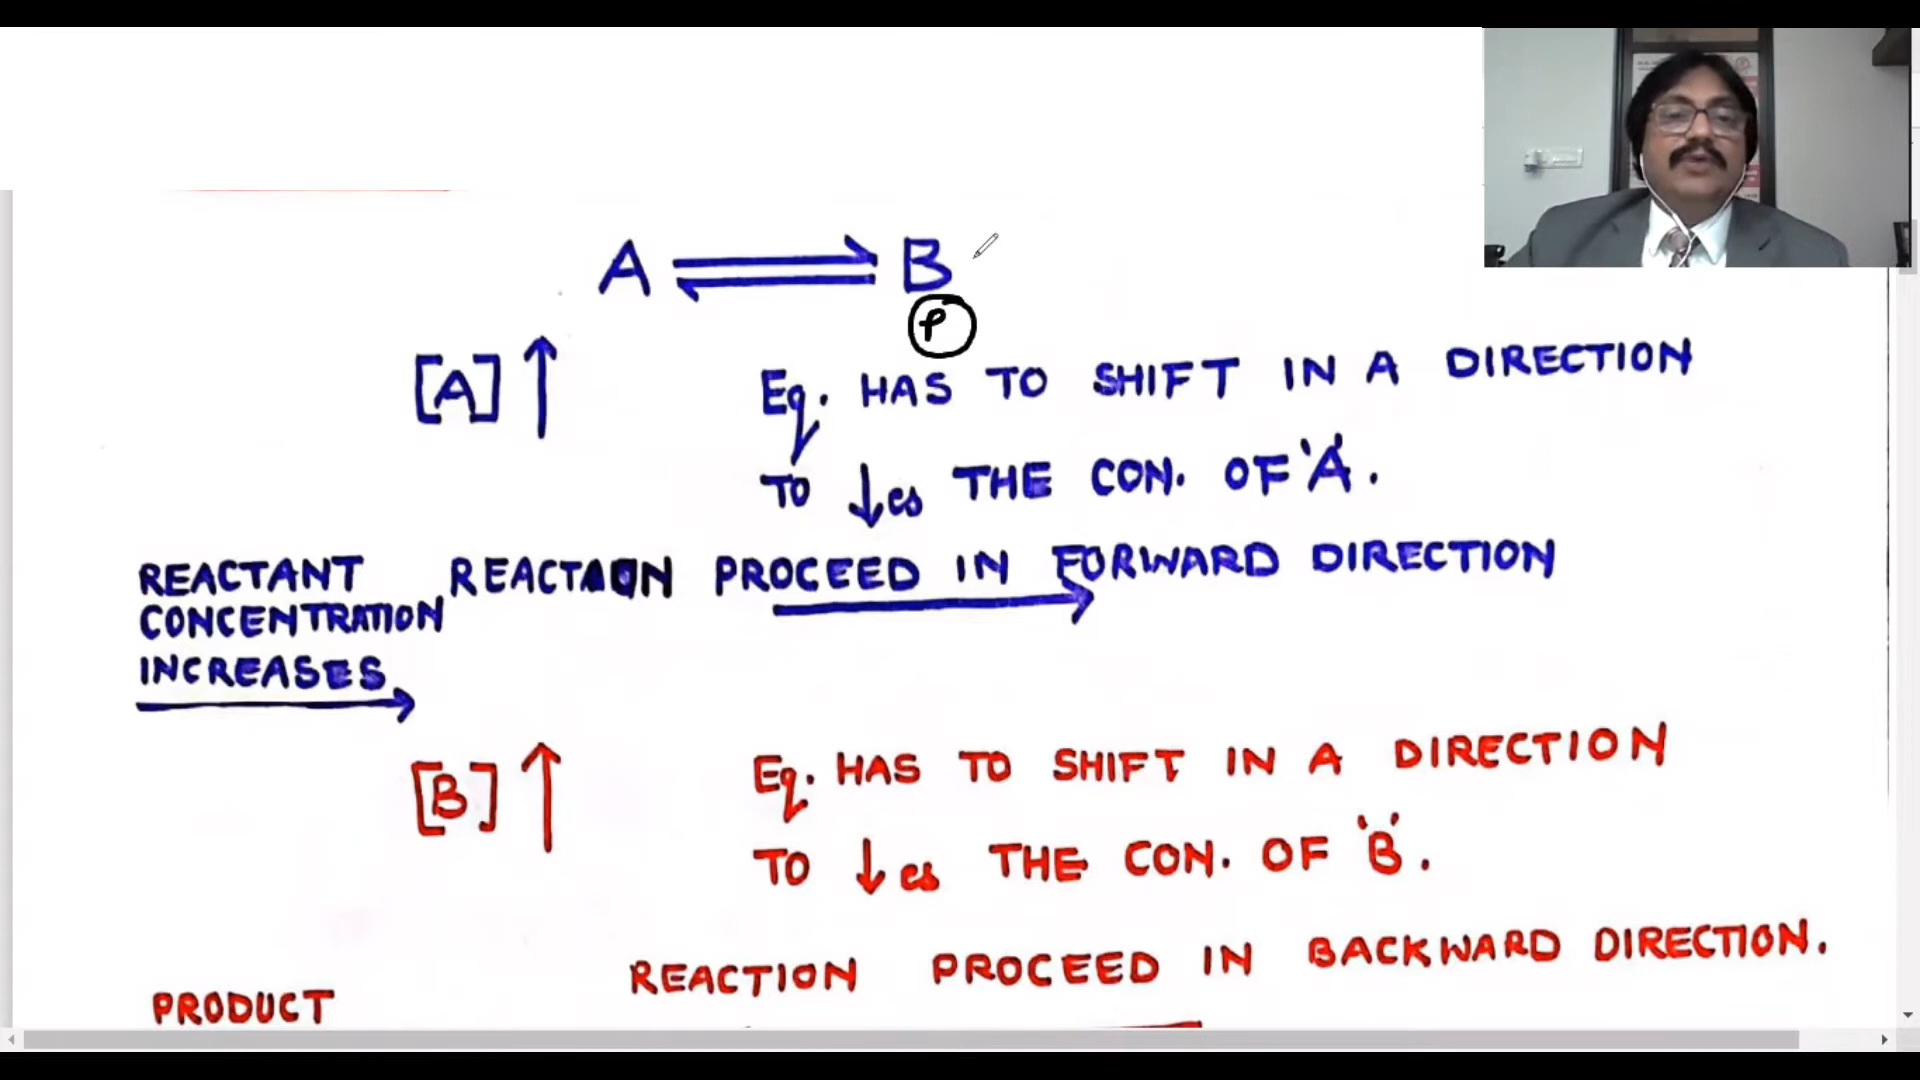 A ⇌ B
P
[A] ↑ Eq. HAS TO SHIFT IN A DIRECTION
TO ↓es THE CON. OF 'A'.
REACTANT REACTION PROCEED IN FORWARD DIRECTION
CONCENTRATION
INCREASES
[B] ↑ Eq. HAS TO SHIFT IN A DIRECTION
TO ↓es THE CON. OF 'B'.
REACTION PROCEED IN BACKWARD DIRECTION.
PRODUCT